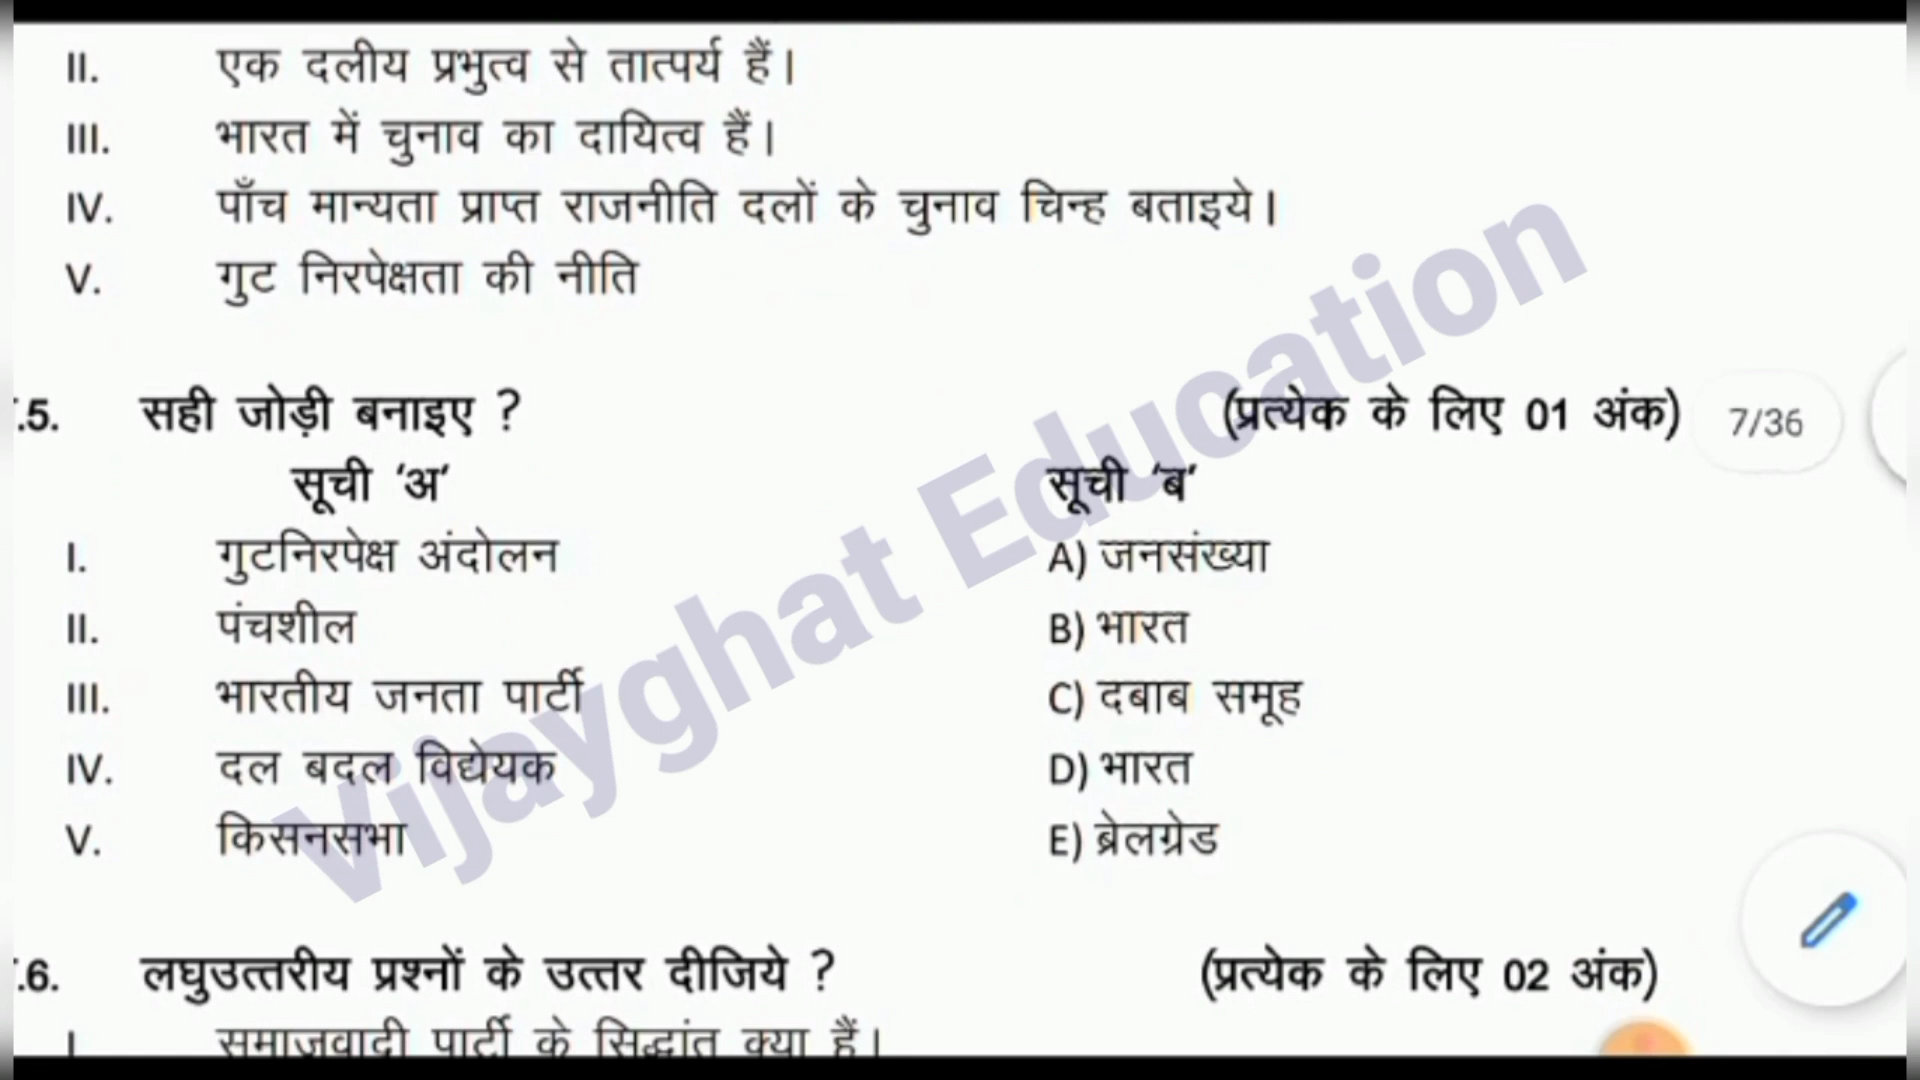 II. एक दलीय प्रभुत्व से तात्पर्य हैं।
III. भारत में चुनाव का दायित्व हैं।
IV. पाँच मान्यता प्राप्त राजनीति दलों के चुनाव चिन्ह बताइये।
V. गुट निरपेक्षता की नीति
.5. सही जोड़ी बनाइए ? (प्रत्येक के लिए 01 अंक) 7/36
सूची ‘अ’ सूची ‘ब’
I. गुटनिरपेक्ष अंदोलन A) जनसंख्या
II. पंचशील B) भारत
III. भारतीय जनता पार्टी C) दबाब समूह
IV. दल बदल विद्येयक D) भारत
V. किसनसभा E) ब्रेलग्रेड
.6. लघुउत्तरीय प्रश्नों के उत्तर दीजिये ? (प्रत्येक के लिए 02 अंक)
I समाजवादी पार्टी के सिद्धांत क्या हैं।
Vijayghat Education